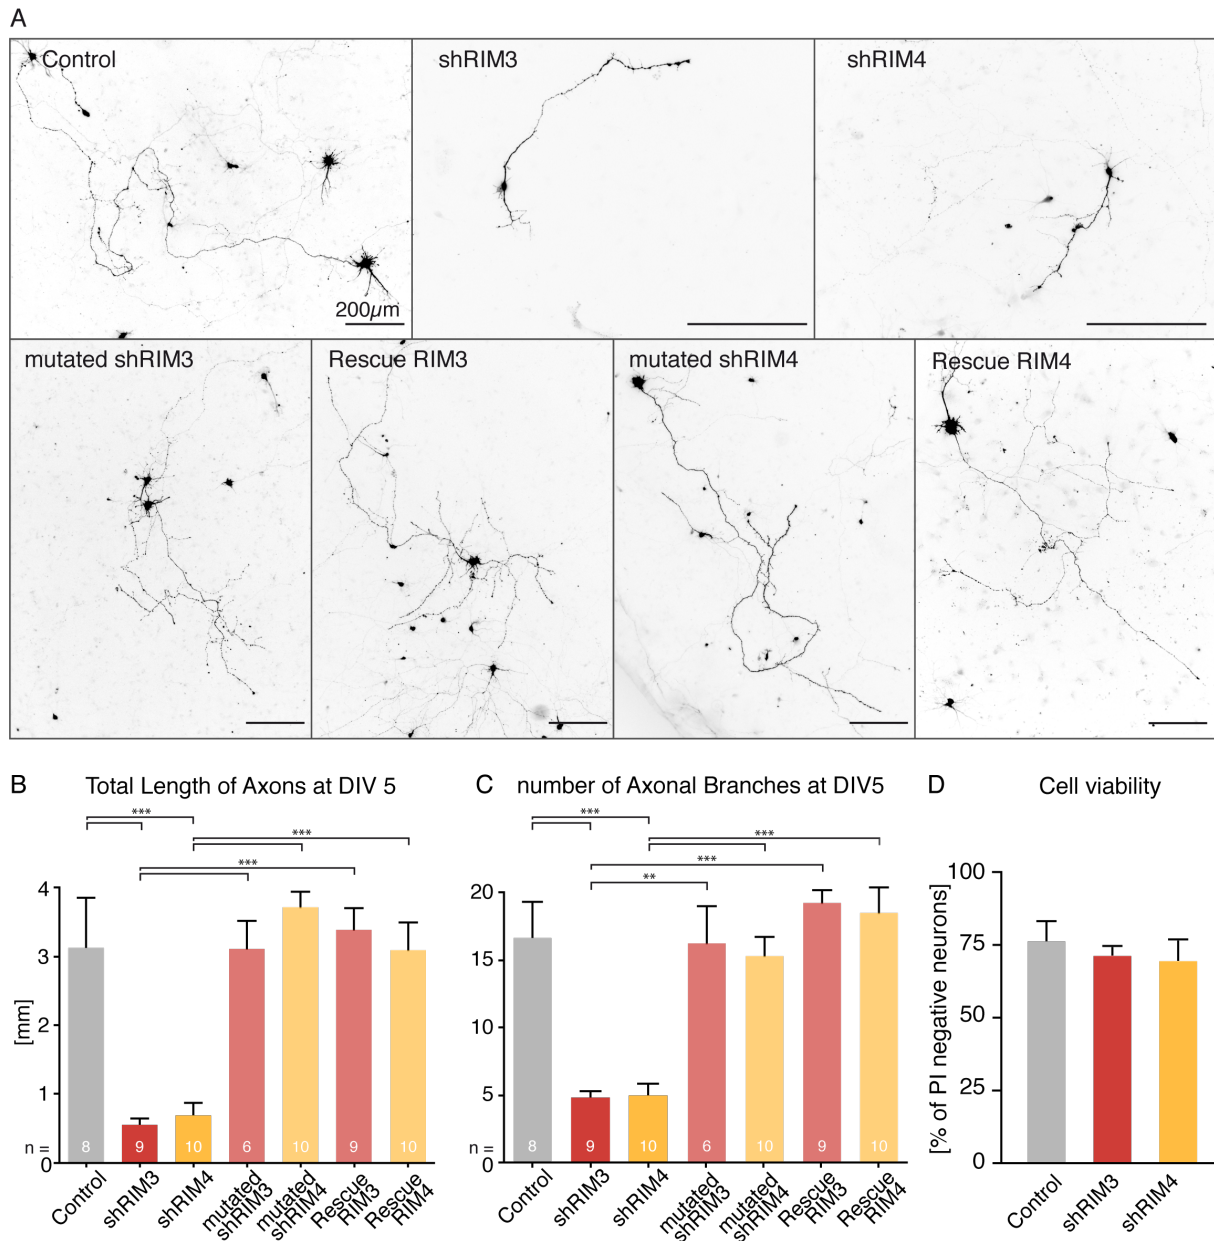 A
Control
shRIM3
shRIM4
200µm
mutated shRIM3
Rescue RIM3
mutated shRIM4
Rescue RIM4
B
Total Length of Axons at DIV 5
***
***
***
[mm]
4
3
2
1
0
n =
8
9
10
6
10
9
10
Control
shRIM3
shRIM4
mutated
shRIM3
mutated
shRIM4
Rescue
RIM3
Rescue
RIM4
C
number of Axonal Branches at DIV5
***
***
***
**
20
15
10
5
0
n =
8
9
10
6
10
9
10
Control
shRIM3
shRIM4
mutated
shRIM3
mutated
shRIM4
Rescue
RIM3
Rescue
RIM4
D
Cell viability
[% of PI negative neurons]
100
75
50
25
0
Control
shRIM3
shRIM4